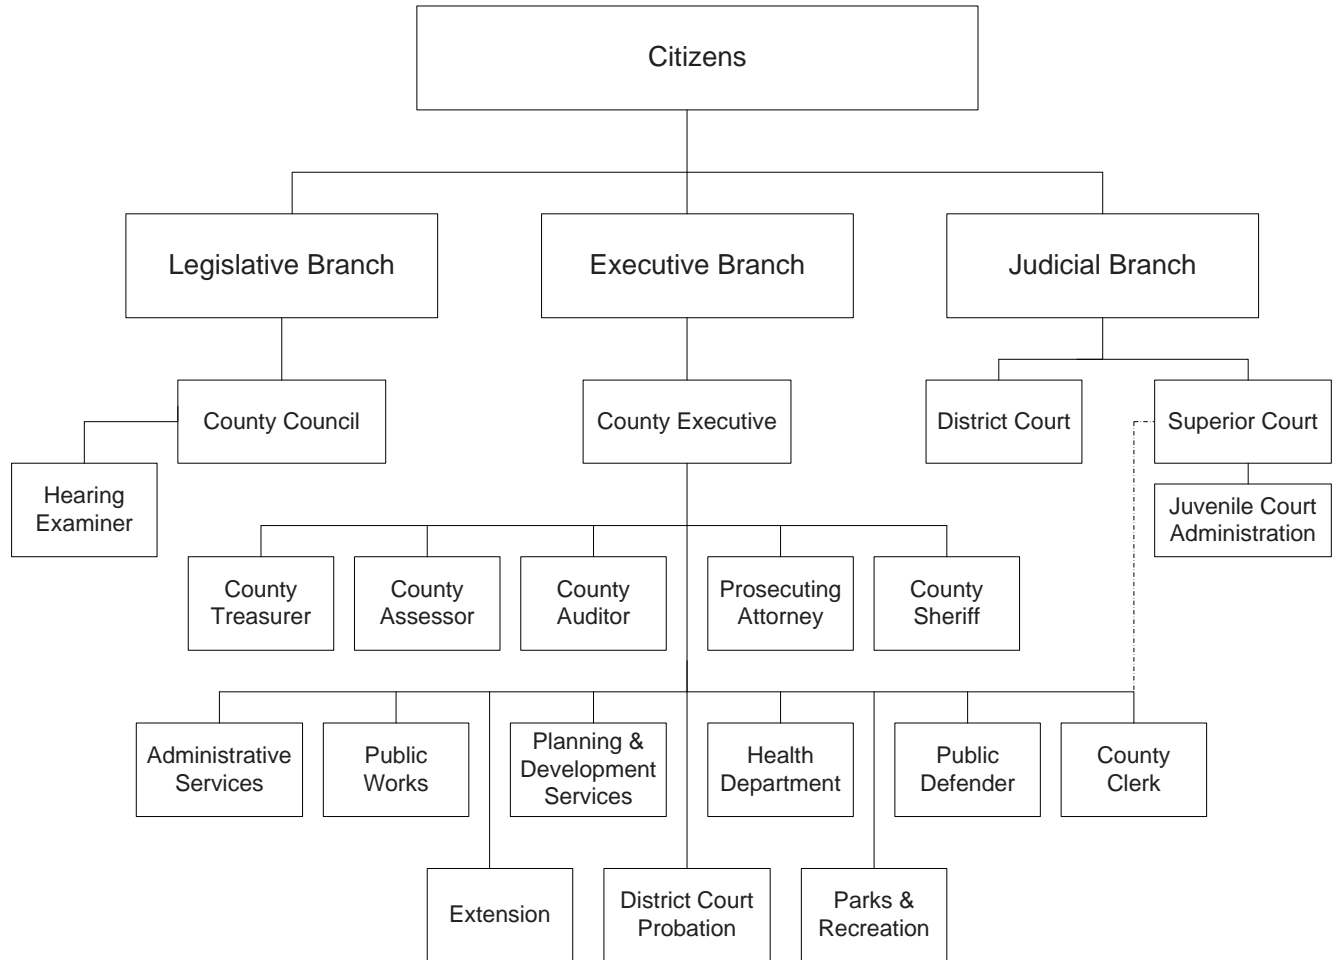 Citizens
Legislative Branch
Executive Branch
Judicial Branch
County Council
County Executive
District Court
Superior Court
Hearing
Examiner
Juvenile Court
Administration
County
Treasurer
County
Assessor
County
Auditor
Prosecuting
Attorney
County
Sheriff
Administrative
Services
Public
Works
Planning &
Development
Services
Health
Department
Public
Defender
County
Clerk
Extension
District Court
Probation
Parks &
Recreation